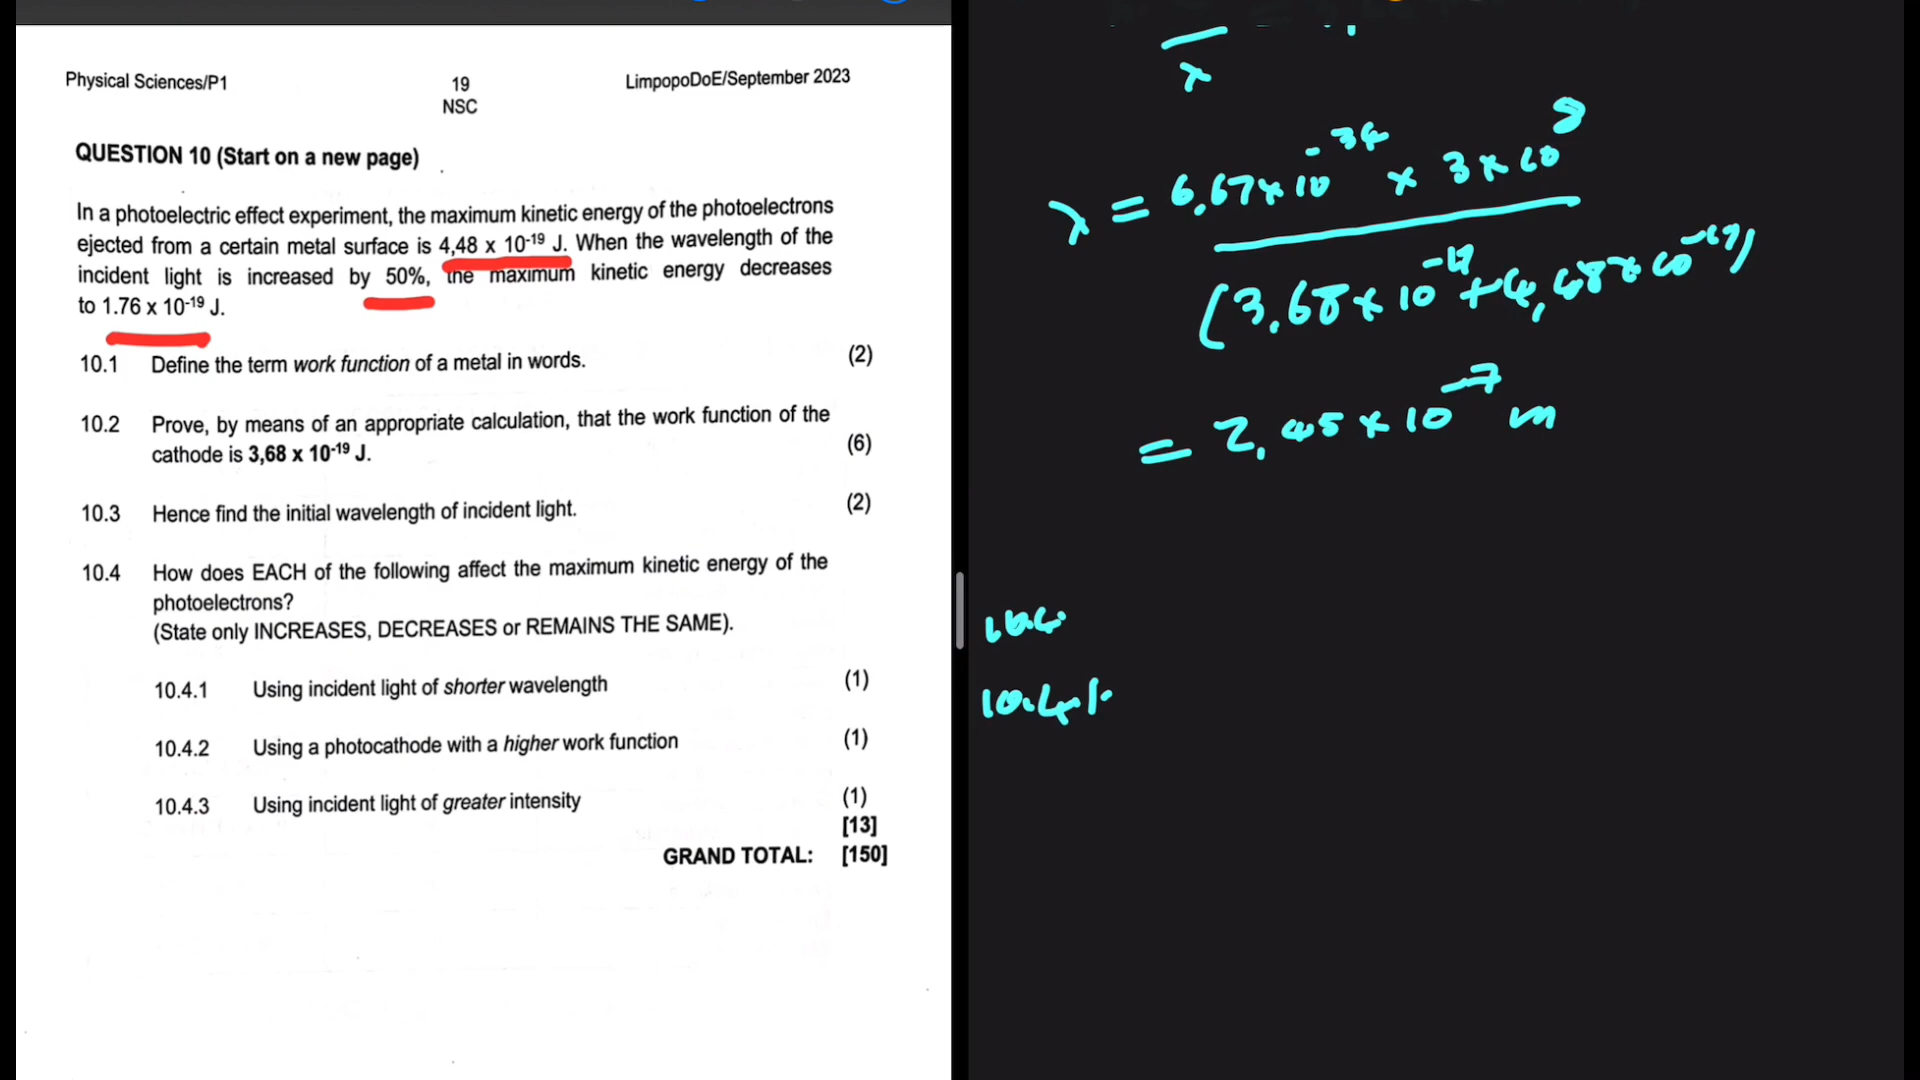 Physical Sciences/P1
19
LimpopoDoE/September 2023
NSC
QUESTION 10 (Start on a new page)
In a photoelectric effect experiment, the maximum kinetic energy of the photoelectrons
ejected from a certain metal surface is 4,48 x 10⁻¹⁹ J. When the wavelength of the
incident light is increased by 50%, the maximum kinetic energy decreases
to 1.76 x 10⁻¹⁹ J.
10.1 Define the term work function of a metal in words. (2)
10.2 Prove, by means of an appropriate calculation, that the work function of the
cathode is 3,68 x 10⁻¹⁹ J. (6)
10.3 Hence find the initial wavelength of incident light. (2)
10.4 How does EACH of the following affect the maximum kinetic energy of the
photoelectrons?
(State only INCREASES, DECREASES or REMAINS THE SAME).
10.4.1 Using incident light of shorter wavelength (1)
10.4.2 Using a photocathode with a higher work function (1)
10.4.3 Using incident light of greater intensity (1)
[13]
GRAND TOTAL: [150]
λ
λ = 6,67 x 10⁻³⁴ x 3 x 10⁸
(3,68 x 10⁻¹⁹ + 4,48 x 10⁻¹⁹)
= 2,45 x 10⁻⁷ m
10.4
10.4.1.